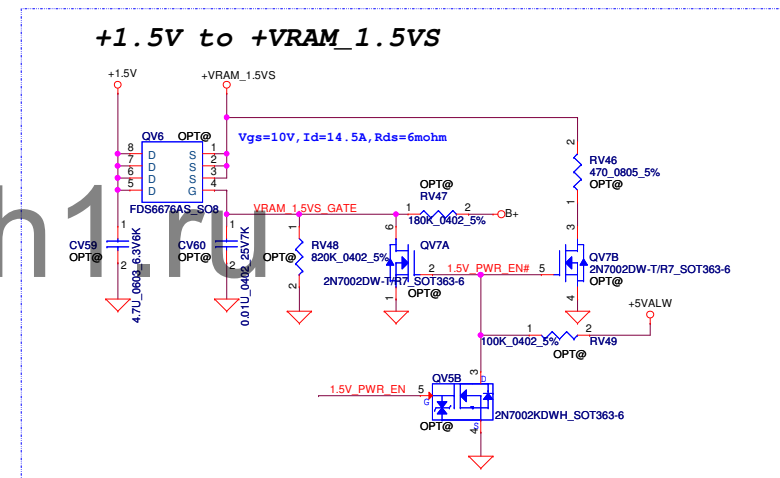 +1.5V to +VRAM_1.5VS
+1.5V
+VRAM_1.5VS
QV6 OPT@
Vgs=10V,Id=14.5A,Rds=6mohm
8 D S 1
7 D S 2
6 D S 3
5 D G 4
FDS6676AS_SO8
2
RV46
470_0805_5%
OPT@
1
OPT@
RV47
1 2
180K_0402_5%
B+
VRAM_1.5VS_GATE
1
CV59
OPT@
2
4.7U_0603_6.3V6K
1
CV60
OPT@
2
0.01U_0402_25V7K
1
RV48
820K_0402_5%
OPT@
2
6
QV7A
2
2N7002DW-T/R7_SOT363-6
OPT@
1
1.5V_PWR_EN#
3
5
QV7B
2N7002DW-T/R7_SOT363-6
OPT@
4
+5VALW
1 2
100K_0402_5%
RV49
OPT@
QV5B
3
D
1.5V_PWR_EN
5
G
2N7002KDWH_SOT363-6
OPT@
S
4
h1.ru